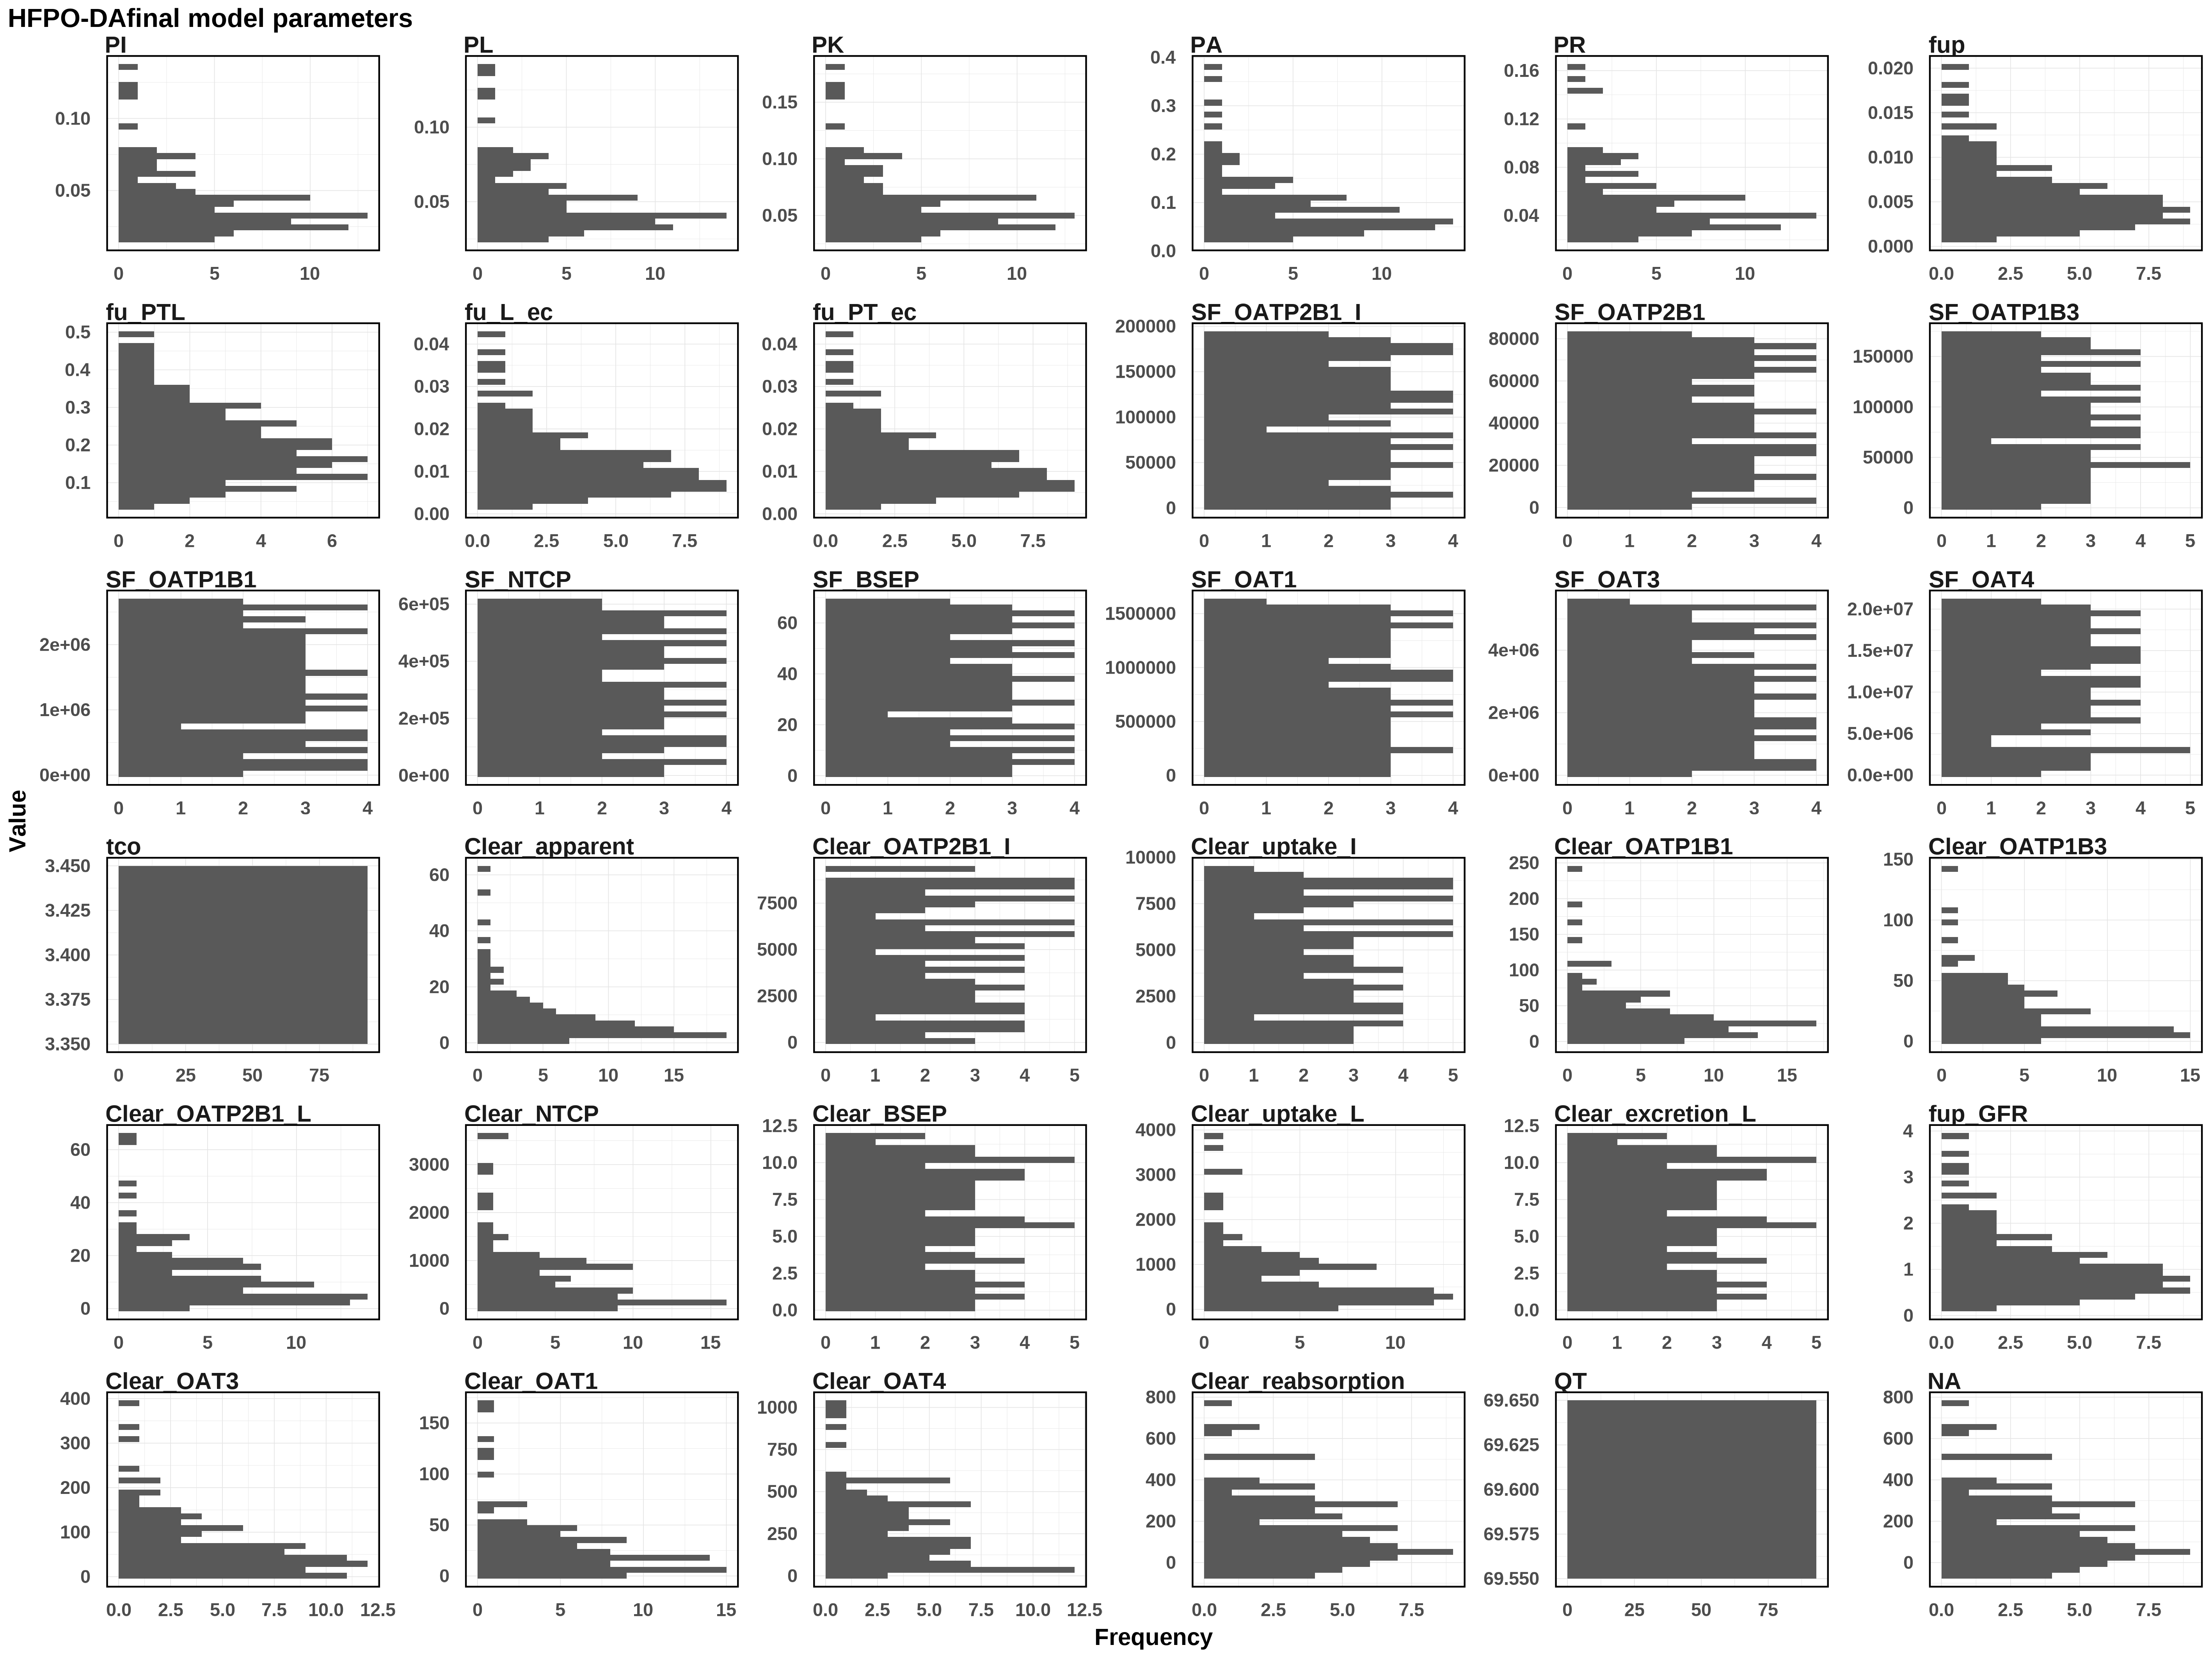 HFPO-DAfinal model parameters
PI PL PK PA PR fup
0.10 0.05
0 5 10
0.10 0.05
0 5 10
0.15 0.10 0.05
0 5 10
0.4 0.3 0.2 0.1 0.0
0 5 10
0.16 0.12 0.08 0.04
0 5 10
0.020 0.015 0.010 0.005 0.000
0.0 2.5 5.0 7.5
fu_PTL fu_L_ec fu_PT_ec SF_OATP2B1_I SF_OATP2B1 SF_OATP1B3
0.5 0.4 0.3 0.2 0.1
0 2 4 6
0.04 0.03 0.02 0.01 0.00
0.0 2.5 5.0 7.5
0.04 0.03 0.02 0.01 0.00
0.0 2.5 5.0 7.5
200000 150000 100000 50000 0
0 1 2 3 4
80000 60000 40000 20000 0
0 1 2 3 4
150000 100000 50000 0
0 1 2 3 4 5
SF_OATP1B1 SF_NTCP SF_BSEP SF_OAT1 SF_OAT3 SF_OAT4
2e+06 1e+06 0e+00
0 1 2 3 4
6e+05 4e+05 2e+05 0e+00
0 1 2 3 4
60 40 20 0
0 1 2 3 4
1500000 1000000 500000 0
0 1 2 3 4
4e+06 2e+06 0e+00
0 1 2 3 4
2.0e+07 1.5e+07 1.0e+07 5.0e+06 0.0e+00
0 1 2 3 4 5
Value
tco Clear_apparent Clear_OATP2B1_I Clear_uptake_I Clear_OATP1B1 Clear_OATP1B3
3.450 3.425 3.400 3.375 3.350
0 25 50 75
60 40 20 0
0 5 10 15
7500 5000 2500 0
0 1 2 3 4 5
10000 7500 5000 2500 0
0 1 2 3 4 5
250 200 150 100 50 0
0 5 10 15
150 100 50 0
0 5 10 15
Clear_OATP2B1_L Clear_NTCP Clear_BSEP Clear_uptake_L Clear_excretion_L fup_GFR
60 40 20 0
0 5 10
3000 2000 1000 0
0 5 10 15
12.5 10.0 7.5 5.0 2.5 0.0
0 1 2 3 4 5
4000 3000 2000 1000 0
0 5 10
12.5 10.0 7.5 5.0 2.5 0.0
0 1 2 3 4 5
4 3 2 1 0
0.0 2.5 5.0 7.5
Clear_OAT3 Clear_OAT1 Clear_OAT4 Clear_reabsorption QT NA
400 300 200 100 0
0.0 2.5 5.0 7.5 10.0 12.5
150 100 50 0
0 5 10 15
1000 750 500 250 0
0.0 2.5 5.0 7.5 10.0 12.5
800 600 400 200 0
0.0 2.5 5.0 7.5
69.650 69.625 69.600 69.575 69.550
0 25 50 75
800 600 400 200 0
0.0 2.5 5.0 7.5
Frequency